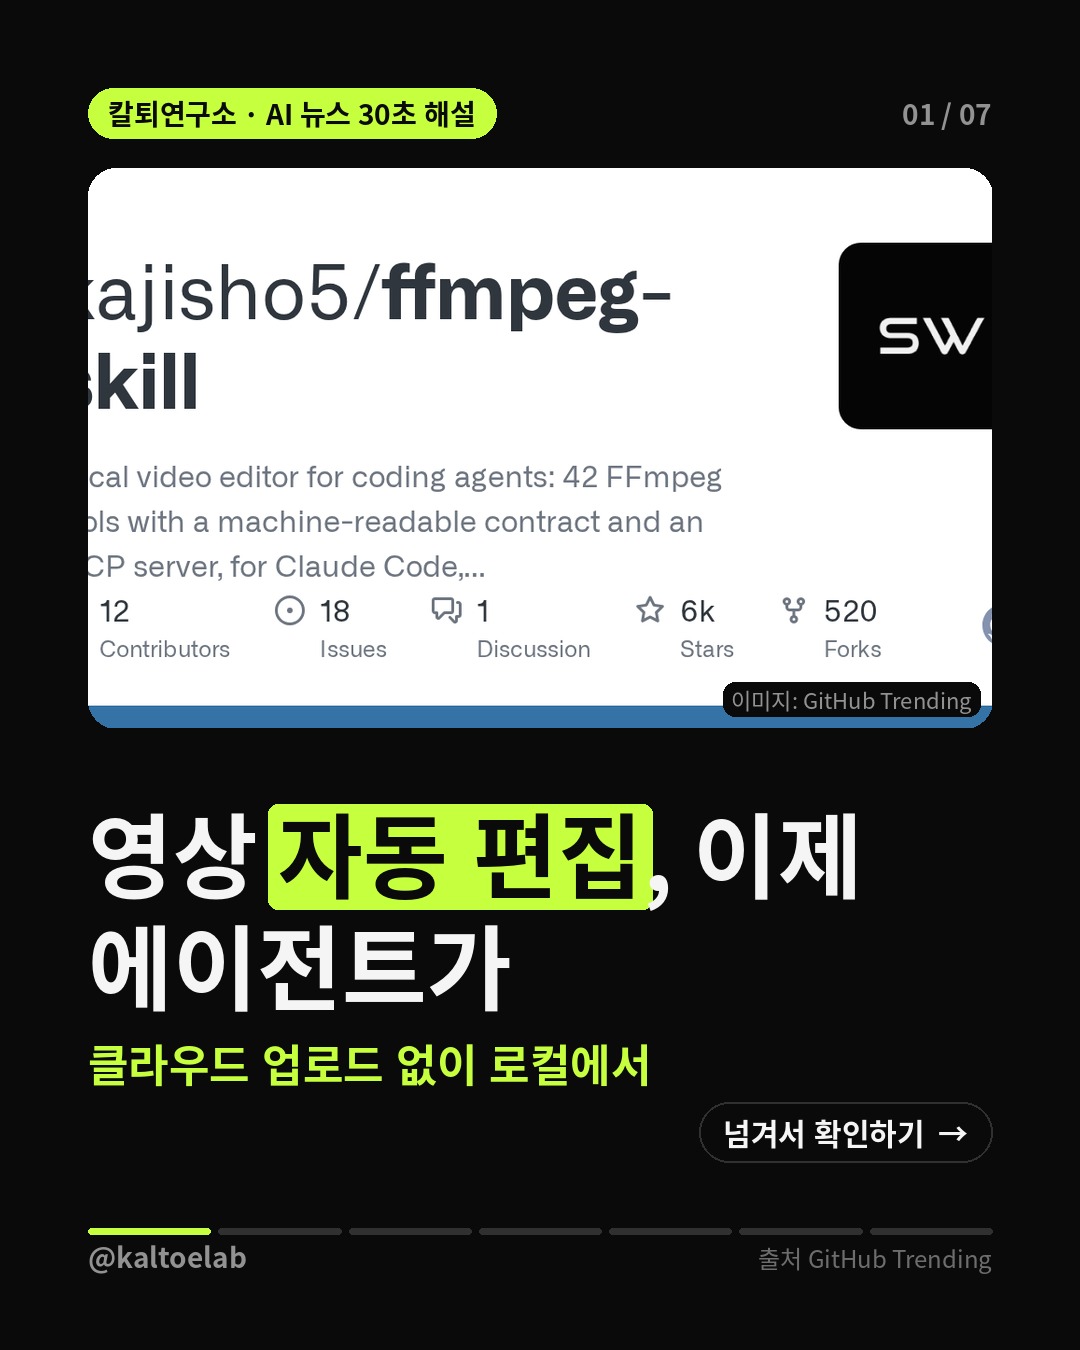 칼퇴연구소 · AI 뉴스 30초 해설
01 / 07
kajisho5/ffmpeg-
skill
SW
cal video editor for coding agents: 42 FFmpeg
ols with a machine-readable contract and an
CP server, for Claude Code,...
12
Contributors
18
Issues
1
Discussion
6k
Stars
520
Forks
이미지: GitHub Trending
영상 자동 편집, 이제
에이전트가
클라우드 업로드 없이 로컬에서
넘겨서 확인하기 →
@kaltoelab
출처 GitHub Trending